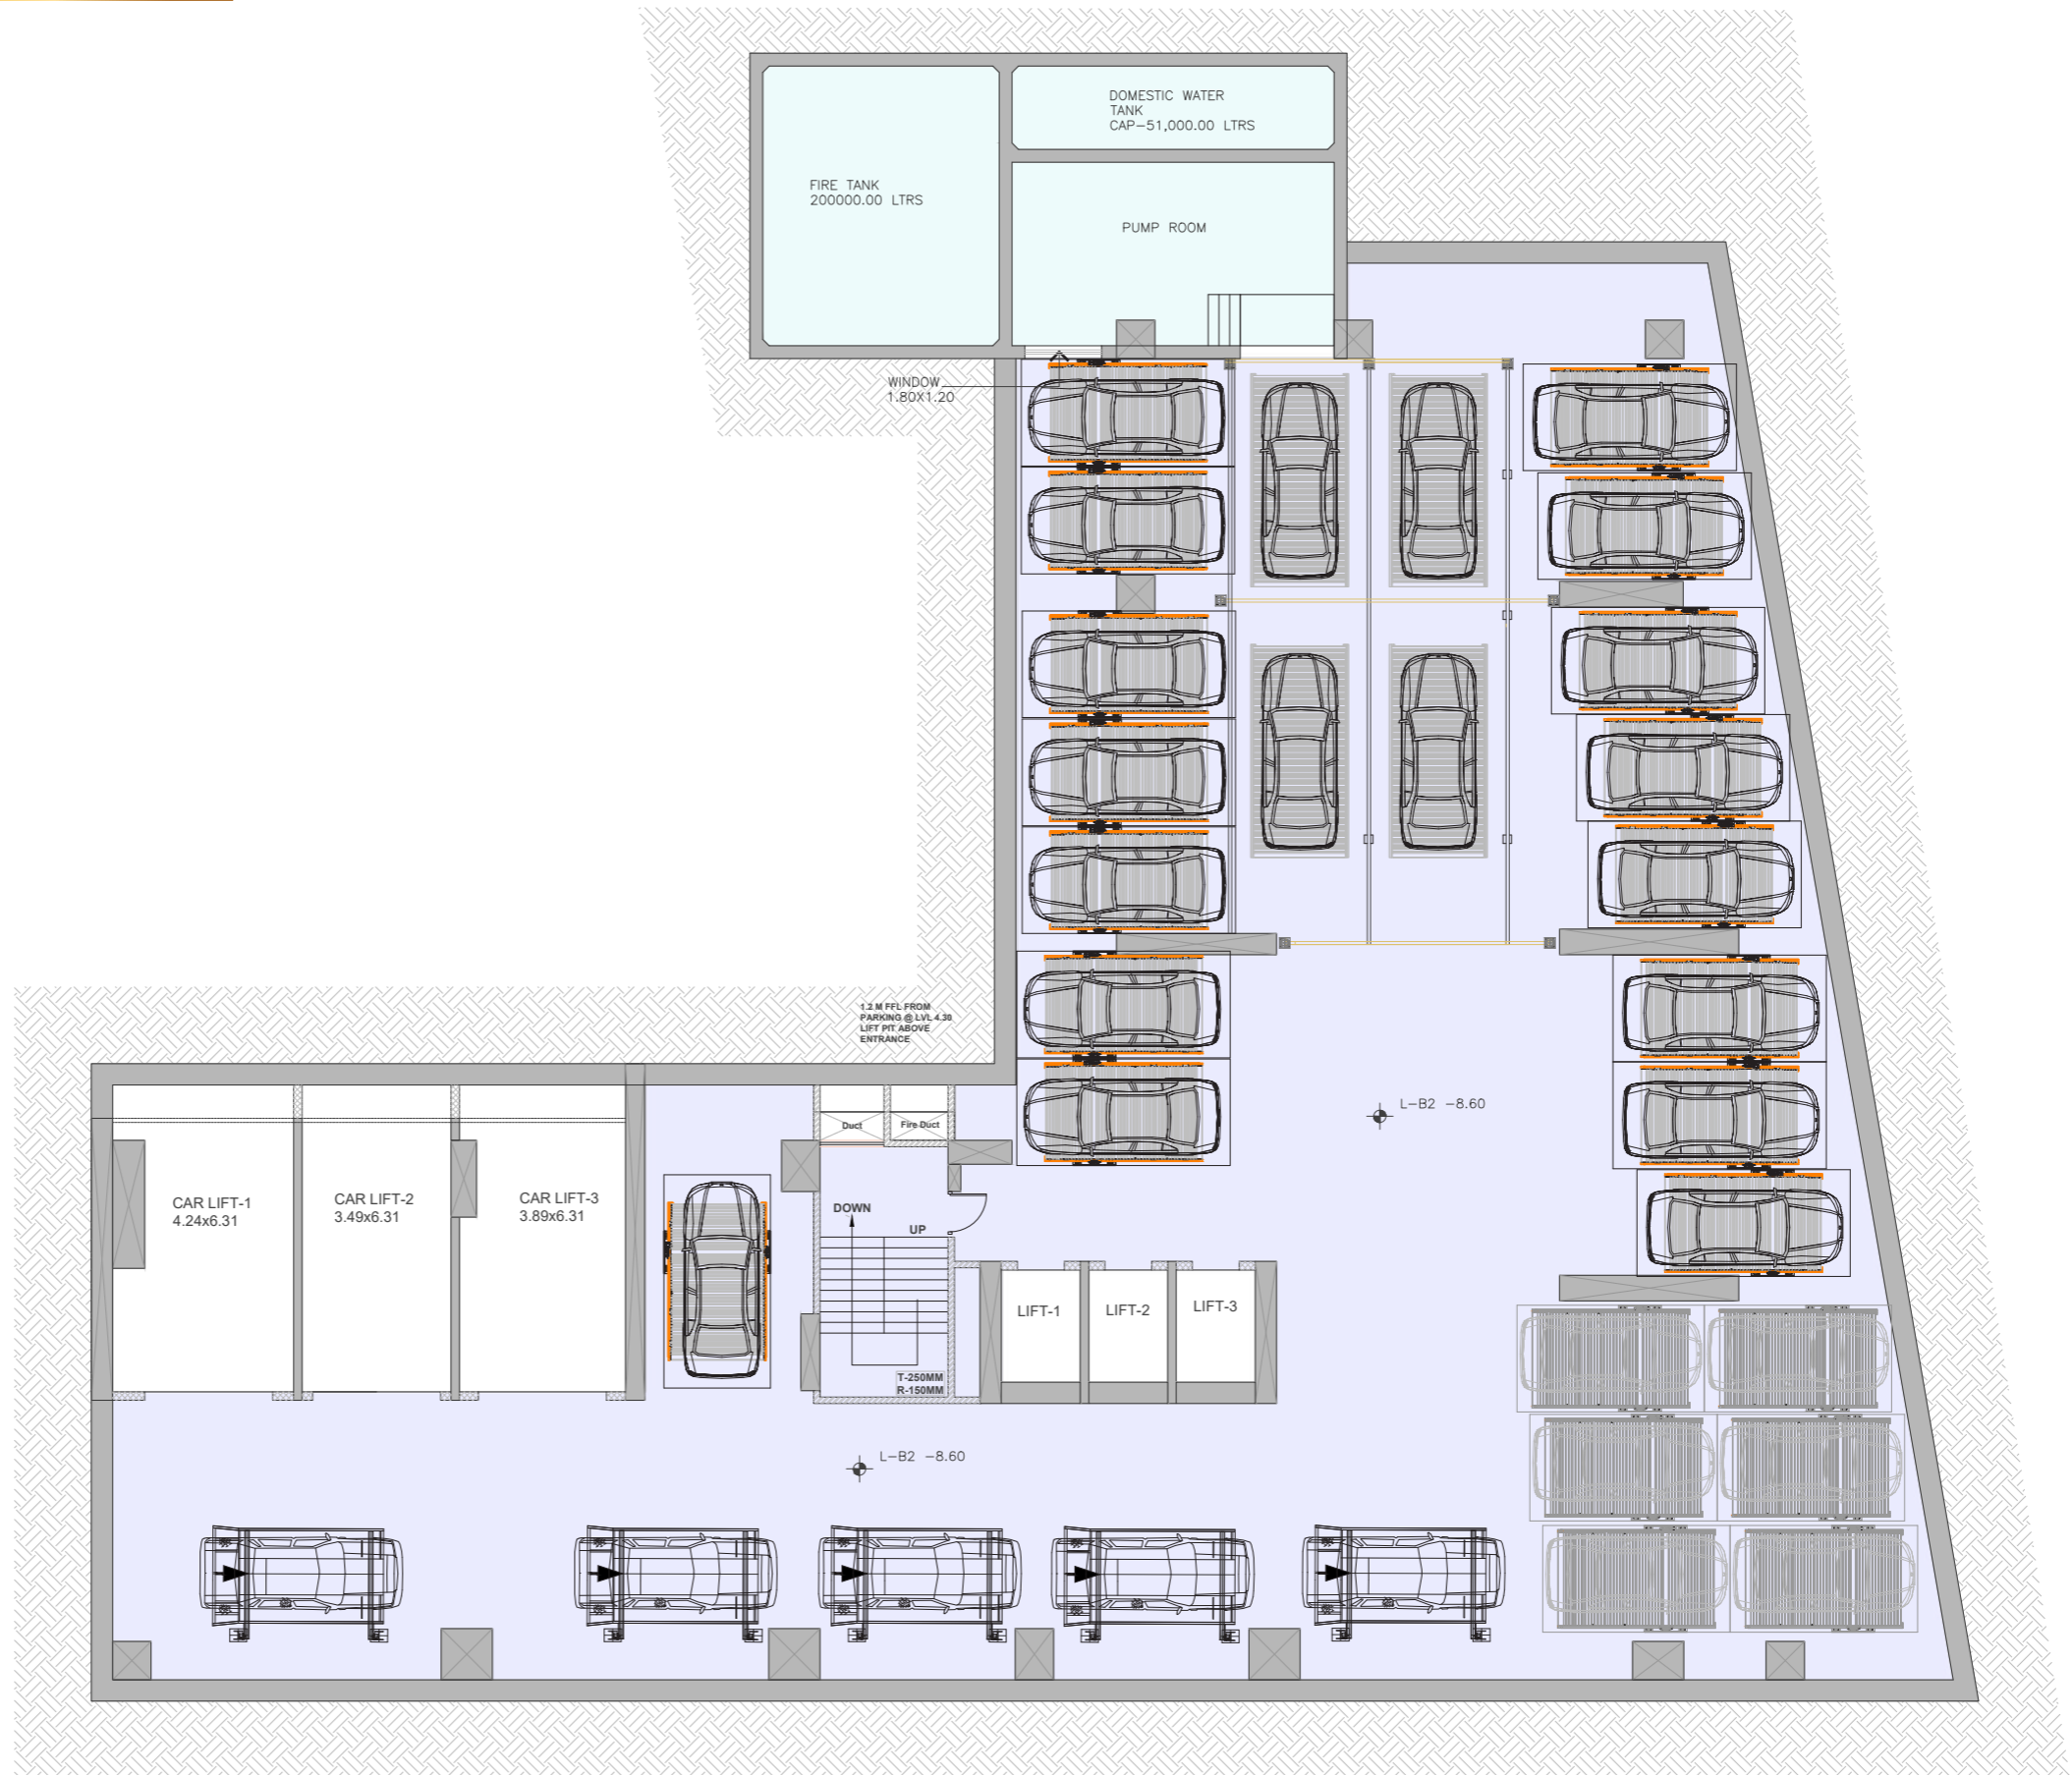 DOMESTIC WATER
TANK
CAP-51,000.00 LTRS
FIRE TANK
200000.00 LTRS
PUMP ROOM
WINDOW
1.80X1.20
1.2 M FFL FROM
PARKING @ LVL 4.30
LIFT PIT ABOVE
ENTRANCE
L-B2 -8.60
Duct
Fire Duct
CAR LIFT-1
4.24x6.31
CAR LIFT-2
3.49x6.31
CAR LIFT-3
3.89x6.31
DOWN
UP
LIFT-1
LIFT-2
LIFT-3
T-250MM
R-150MM
L-B2 -8.60